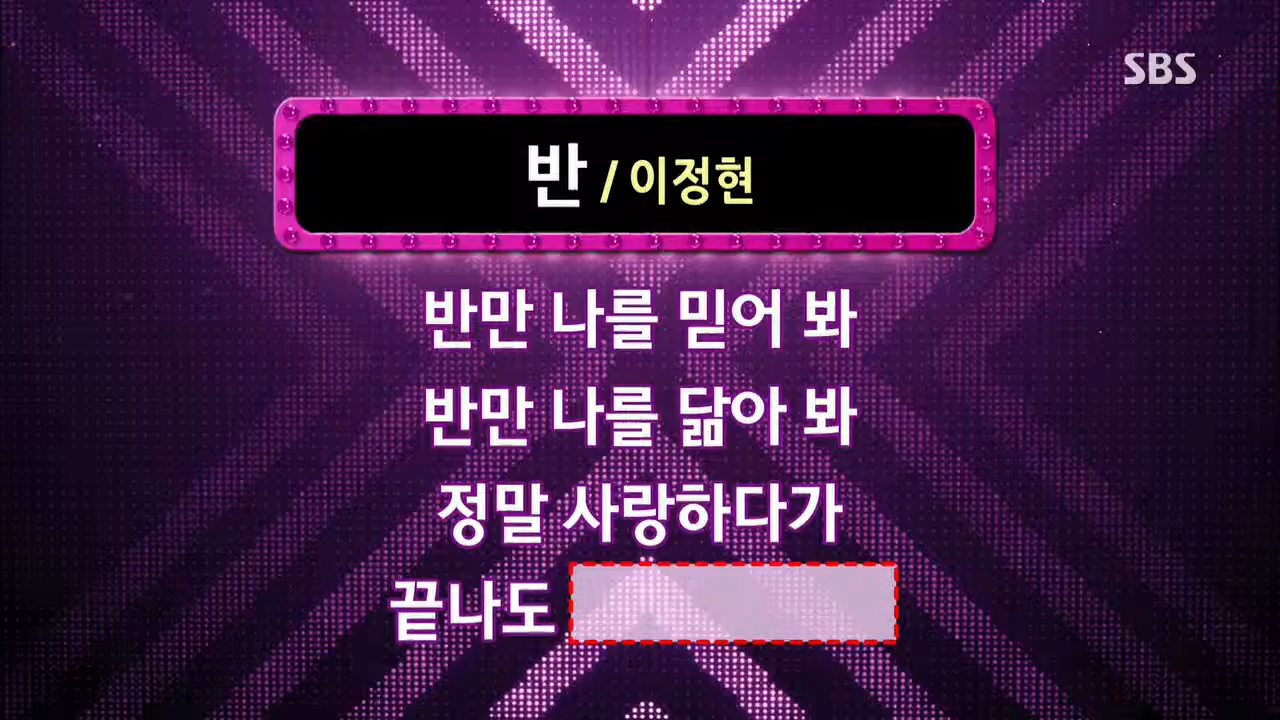 SBS
반 / 이정현
반만 나를 믿어 봐
반만 나를 닮아 봐
정말 사랑하다가
끝나도